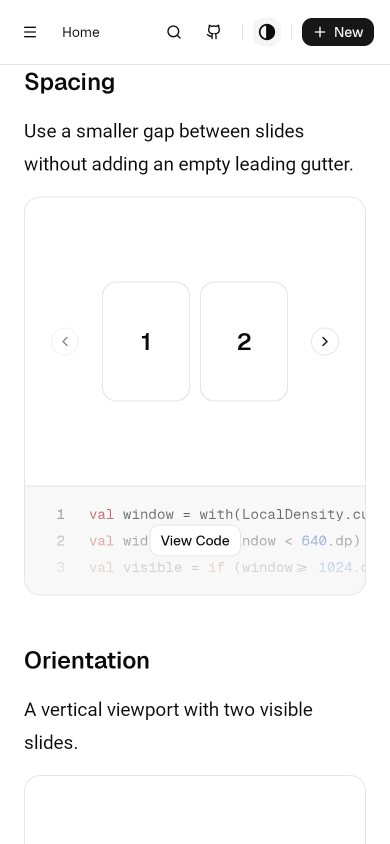 Home
New
Spacing
Use a smaller gap between slides
without adding an empty leading gutter.
1
2
1 val window = with(LocalDensity.cu
2 val wid
ndow < 640.dp)
View Code
3 val visible = if (window >= 1024.d
Orientation
A vertical viewport with two visible
slides.